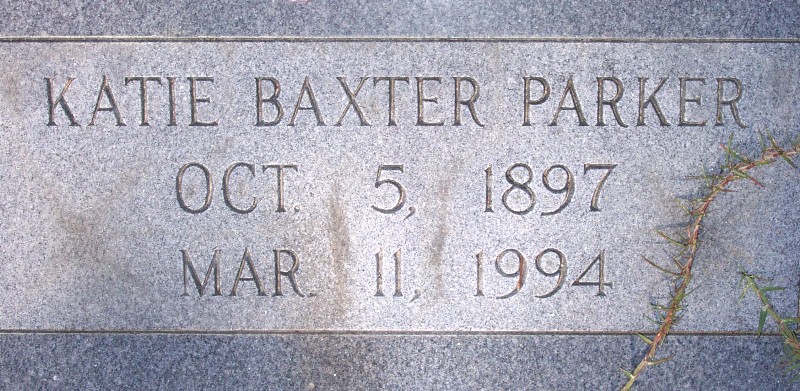 KATIE BAXTER PARKER
OCT. 5, 1897
MAR. 11, 1994